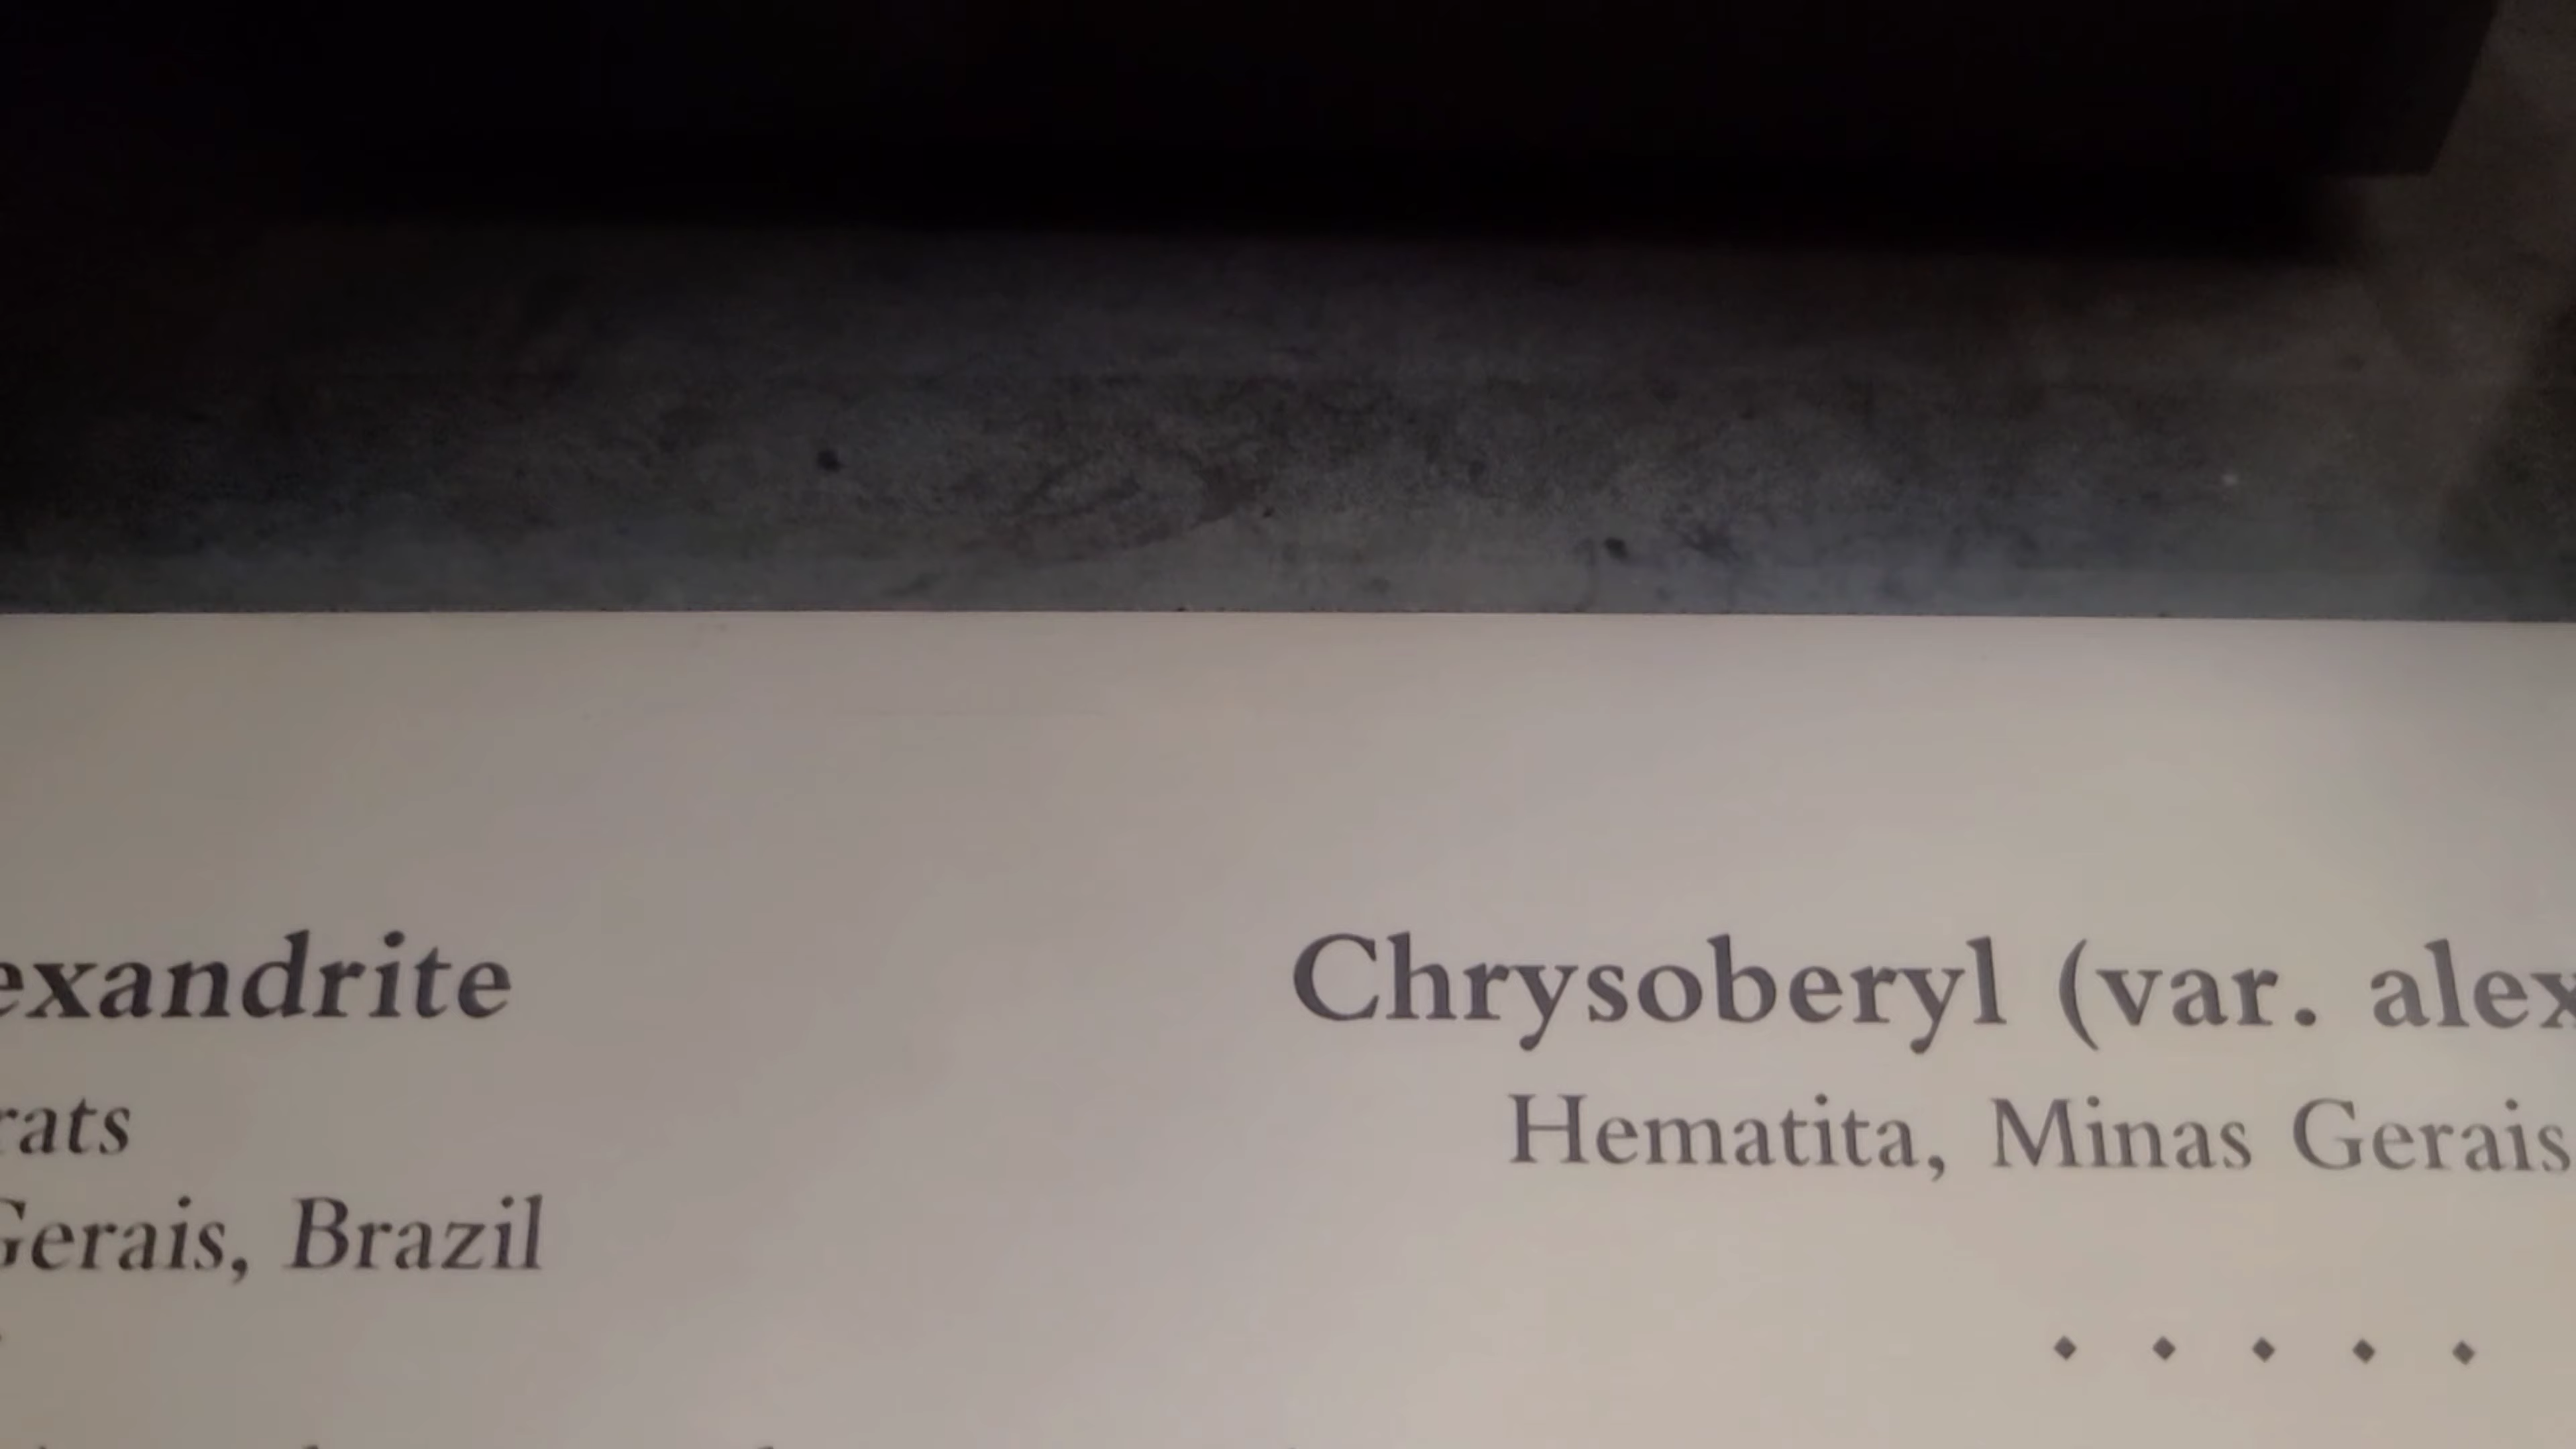 exandrite
rats
Gerais, Brazil
Chrysoberyl (var. alex
Hematita, Minas Gerais